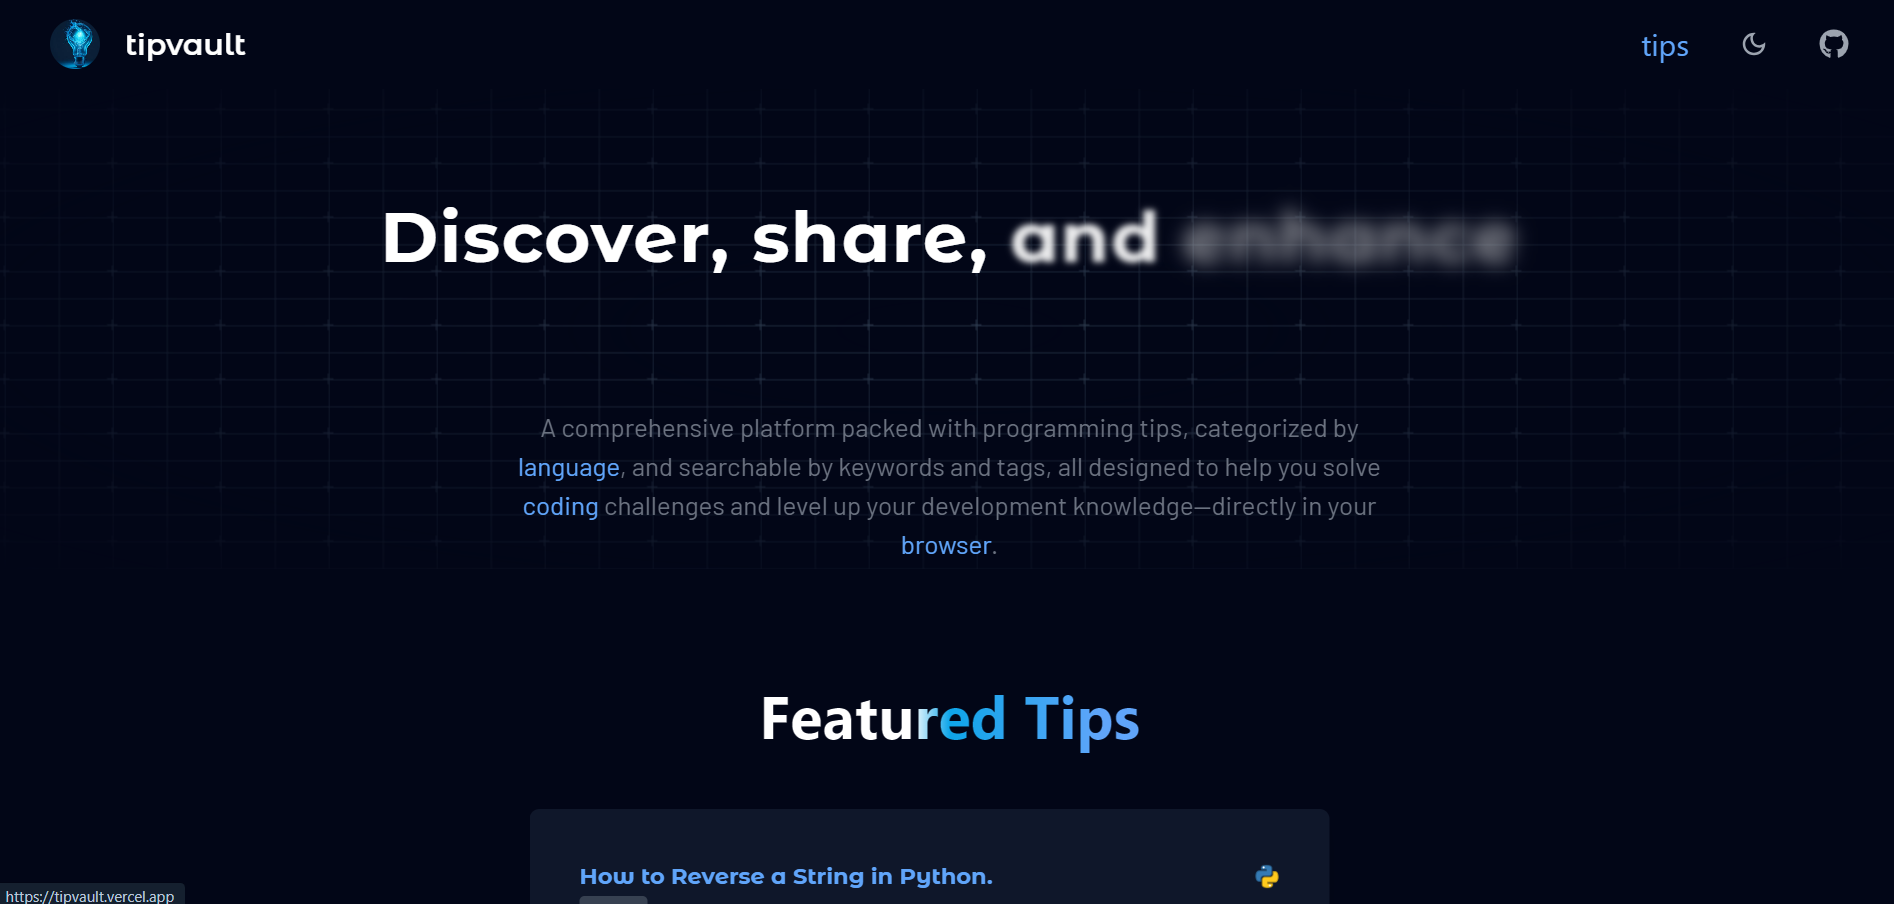 tipvault
tips
Discover, share, and enhance
A comprehensive platform packed with programming tips, categorized by
language, and searchable by keywords and tags, all designed to help you solve
coding challenges and level up your development knowledge—directly in your
browser.
Featured Tips
How to Reverse a String in Python.
https://tipvault.vercel.app